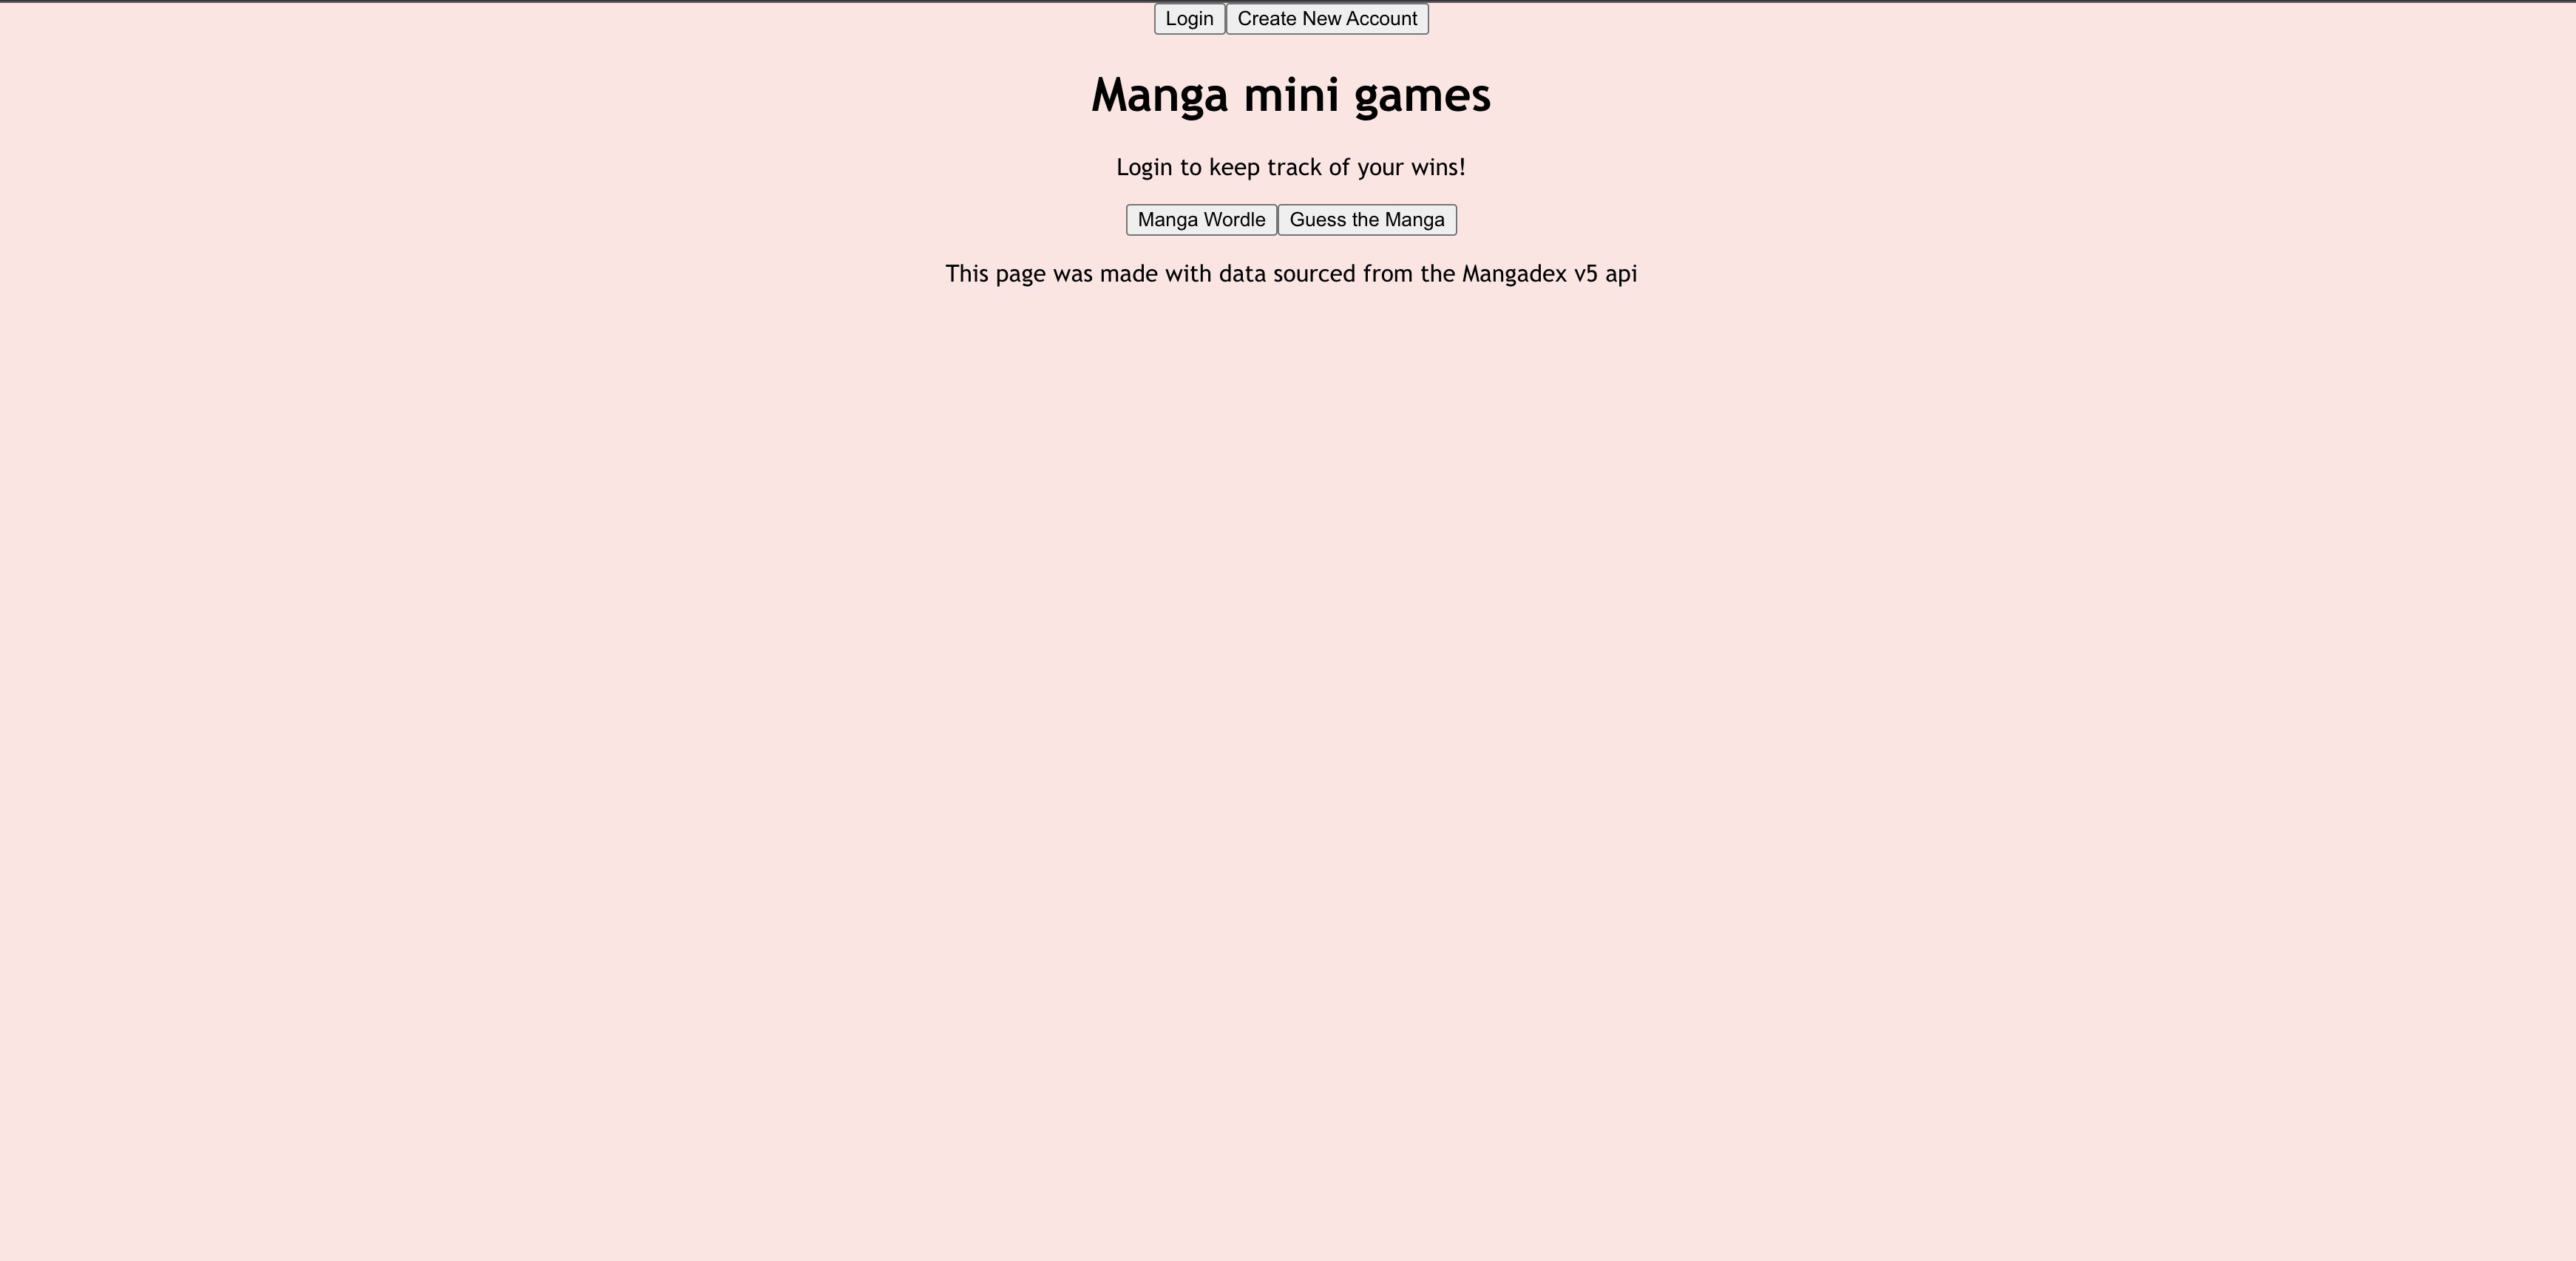 Login Create New Account
Manga mini games
Login to keep track of your wins!
Manga Wordle Guess the Manga
This page was made with data sourced from the Mangadex v5 api